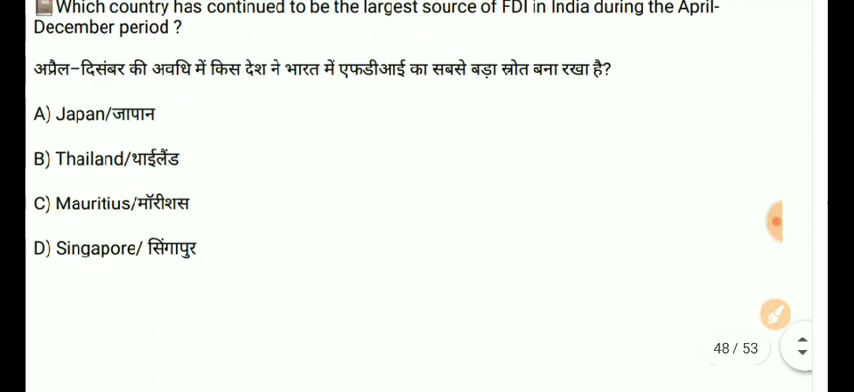 Which country has continued to be the largest source of FDI in India during the April-
December period ?
अप्रैल-दिसंबर की अवधि में किस देश ने भारत में एफडीआई का सबसे बड़ा स्रोत बना रखा है?
A) Japan/जापान
B) Thailand/थाईलैंड
C) Mauritius/मॉरीशस
D) Singapore/ सिंगापुर
48 / 53